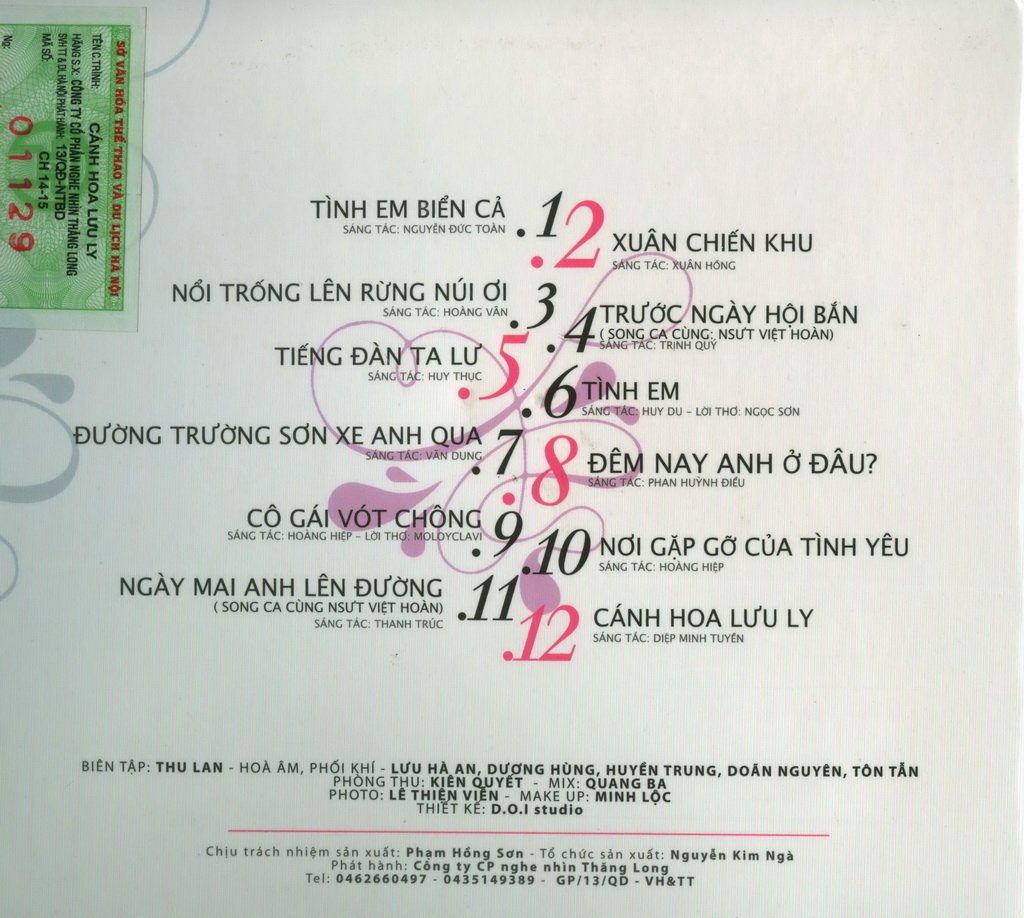 SỞ VĂN HÓA THỂ THAO VÀ DU LỊCH HÀ NỘI
TÊN C.TRÌNH: CÁNH HOA LƯU LY
HÃNG S.X: CÔNG TY CỔ PHẦN NGHE NHÌN THĂNG LONG
SVH TT & DL HÀ NỘI PHÁT HÀNH: 13/QĐ-NTBD
MÃ SỐ: CH 14-15
01129
TÌNH EM BIỂN CẢ .1
SÁNG TÁC: NGUYỄN ĐỨC TOÀN
.2 XUÂN CHIẾN KHU
SÁNG TÁC: XUÂN HỒNG
NỔI TRỐNG LÊN RỪNG NÚI ƠI .3
SÁNG TÁC: HOÀNG VÂN
.4 TRƯỚC NGÀY HỘI BẮN
( SONG CA CÙNG: NSƯT VIỆT HOÀN)
SÁNG TÁC: TRỊNH QUÝ
TIẾNG ĐÀN TA LƯ .5
SÁNG TÁC: HUY THỤC
.6 TÌNH EM
SÁNG TÁC: HUY DU – LỜI THƠ: NGỌC SƠN
ĐƯỜNG TRƯỜNG SƠN XE ANH QUA .7
SÁNG TÁC: VĂN DUNG
.8 ĐÊM NAY ANH Ở ĐÂU?
SÁNG TÁC: PHAN HUỲNH ĐIỂU
CÔ GÁI VÓT CHÔNG .9
SÁNG TÁC: HOÀNG HIỆP – LỜI THƠ: MOLOYCLAVI
.10 NƠI GẶP GỠ CỦA TÌNH YÊU
SÁNG TÁC: HOÀNG HIỆP
NGÀY MAI ANH LÊN ĐƯỜNG .11
( SONG CA CÙNG NSƯT VIỆT HOÀN)
SÁNG TÁC: THANH TRÚC
.12 CÁNH HOA LƯU LY
SÁNG TÁC: DIỆP MINH TUYỀN
BIÊN TẬP: THU LAN - HOÀ ÂM, PHỐI KHÍ - LƯU HÀ AN, DƯƠNG HÙNG, HUYỀN TRUNG, DOÃN NGUYÊN, TÔN TẪN
PHÒNG THU: KIÊN QUYẾT - MIX: QUANG BA
PHOTO: LÊ THIỆN VIỄN - MAKE UP: MINH LỘC
THIẾT KẾ: D.O.I studio
Chịu trách nhiệm sản xuất: Phạm Hồng Sơn - Tổ chức sản xuất: Nguyễn Kim Ngà
Phát hành: Công ty CP nghe nhìn Thăng Long
Tel: 0462660497 - 0435149389 - GP/13/QD - VH&TT